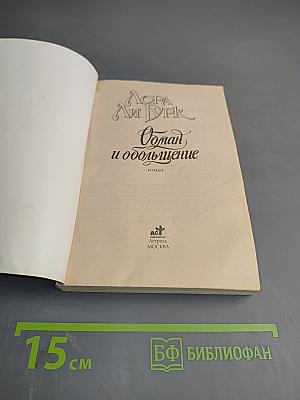 Лора
Ли Гурк
Обман
и обольщение
РОМАН
АСТ
Астрель
МОСКВА
15 см
БФ БИБЛИОФАН